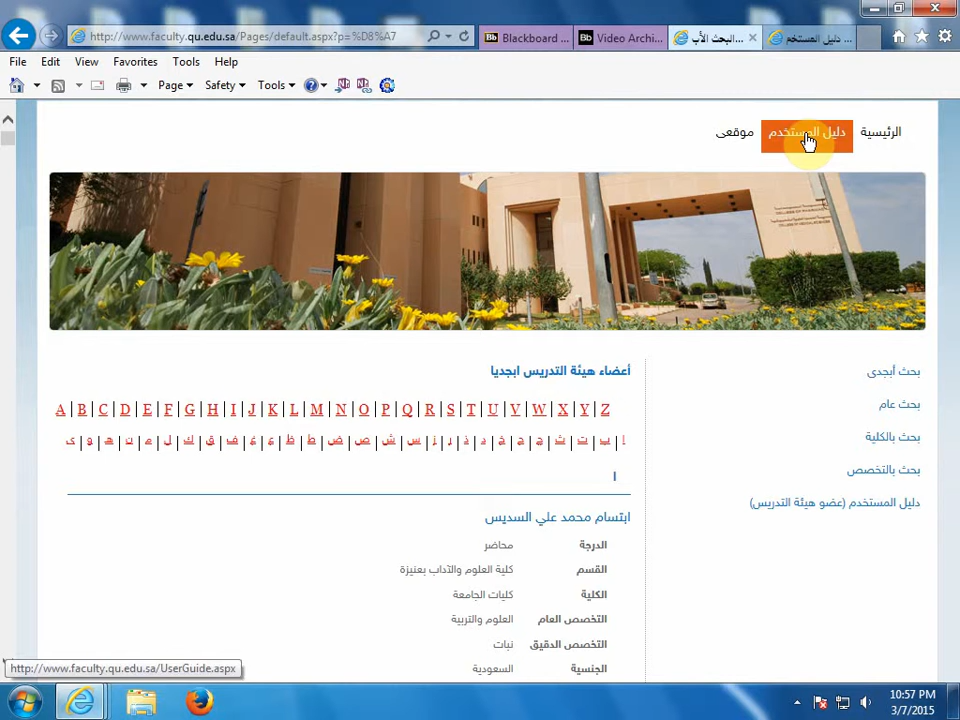 http://www.faculty.qu.edu.sa/Pages/default.aspx?p=%D8%A7
Blackboard ...
Video Archi...
البحث الأب...
دليل المستخم ...
File Edit View Favorites Tools Help
Page Safety Tools
الرئيسية دليل المستخدم موقعى
أعضاء هيئة التدريس ابجديا
A | B | C | D | E | F | G | H | I | J | K | L | M | N | O | P | Q | R | S | T | U | V | W | X | Y | Z
ا | ب | ت | ث | ج | ح | خ | د | ذ | ر | ز | س | ش | ص | ض | ط | ظ | ع | غ | ف | ق | ك | ل | م | ن | ه | و | ى
ا
ابتسام محمد علي السديس
الدرجة محاضر
القسم كلية العلوم والآداب بعنيزة
الكلية كليات الجامعة
التخصص العام العلوم والتربية
التخصص الدقيق نبات
الجنسية السعودية
بحث أبجدى
بحث عام
بحث بالكلية
بحث بالتخصص
دليل المستخدم (عضو هيئة التدريس)
http://www.faculty.qu.edu.sa/UserGuide.aspx
10:57 PM
3/7/2015